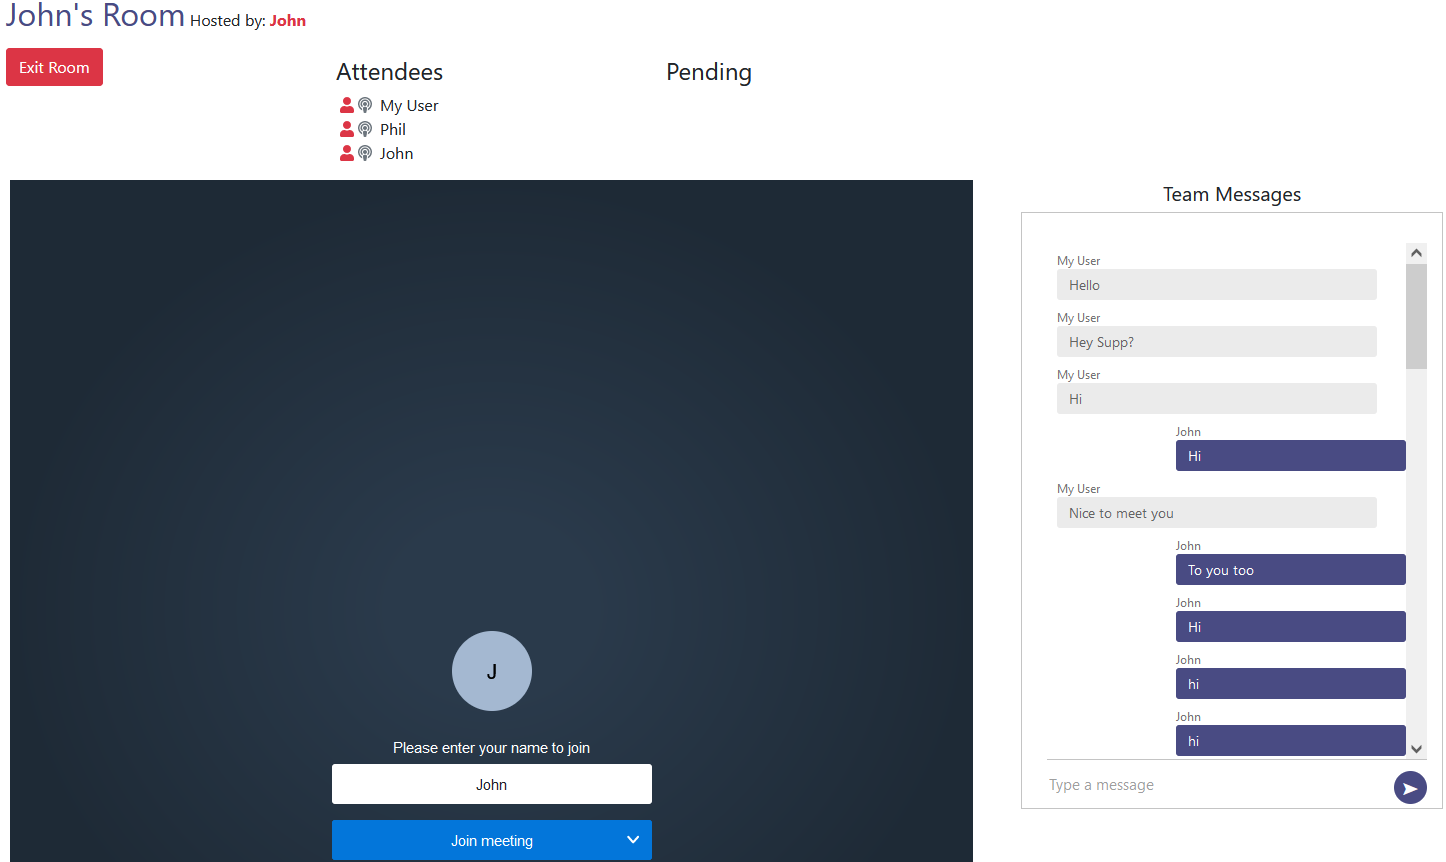 John's Room Hosted by: John
Exit Room
Attendees
Pending
My User
Phil
John
J
Please enter your name to join
John
Join meeting
Team Messages
My User
Hello
My User
Hey Supp?
My User
Hi
John
Hi
My User
Nice to meet you
John
To you too
John
Hi
John
hi
John
hi
Type a message